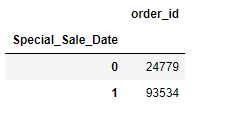 order_id
Special_Sale_Date
0 24779
1 93534